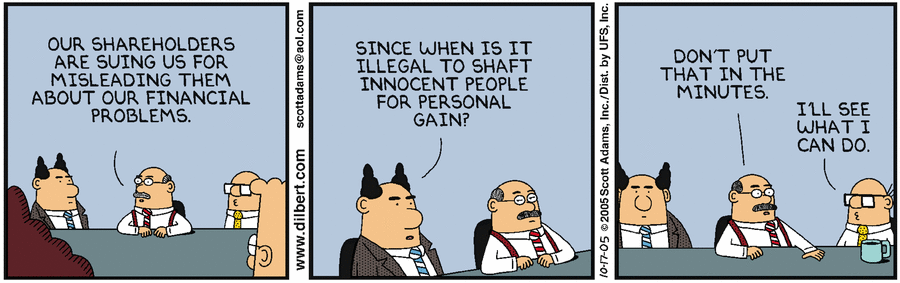 OUR SHAREHOLDERS
ARE SUING US FOR
MISLEADING THEM
ABOUT OUR FINANCIAL
PROBLEMS.
www.dilbert.com
scottadams@aol.com
SINCE WHEN IS IT
ILLEGAL TO SHAFT
INNOCENT PEOPLE
FOR PERSONAL
GAIN?
10-17-05 © 2005 Scott Adams, Inc./Dist. by UFS, Inc.
DON'T PUT
THAT IN THE
MINUTES.
I'LL SEE
WHAT I
CAN DO.